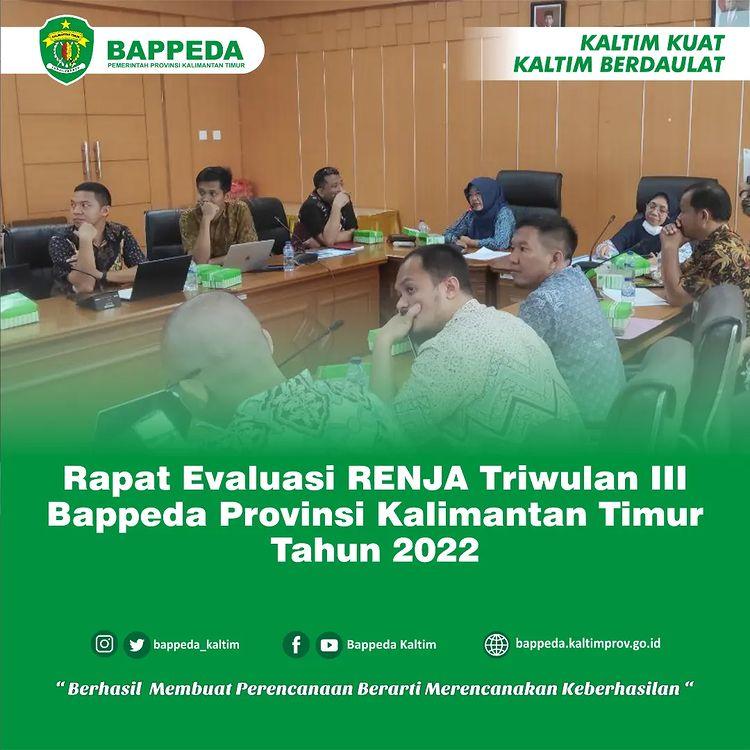 BAPPEDA
PEMERINTAH PROVINSI KALIMANTAN TIMUR
KALTIM KUAT
KALTIM BERDAULAT
Rapat Evaluasi RENJA Triwulan III
Bappeda Provinsi Kalimantan Timur
Tahun 2022
bappeda_kaltim
Bappeda Kaltim
bappeda.kaltimprov.go.id
“ Berhasil Membuat Perencanaan Berarti Merencanakan Keberhasilan “